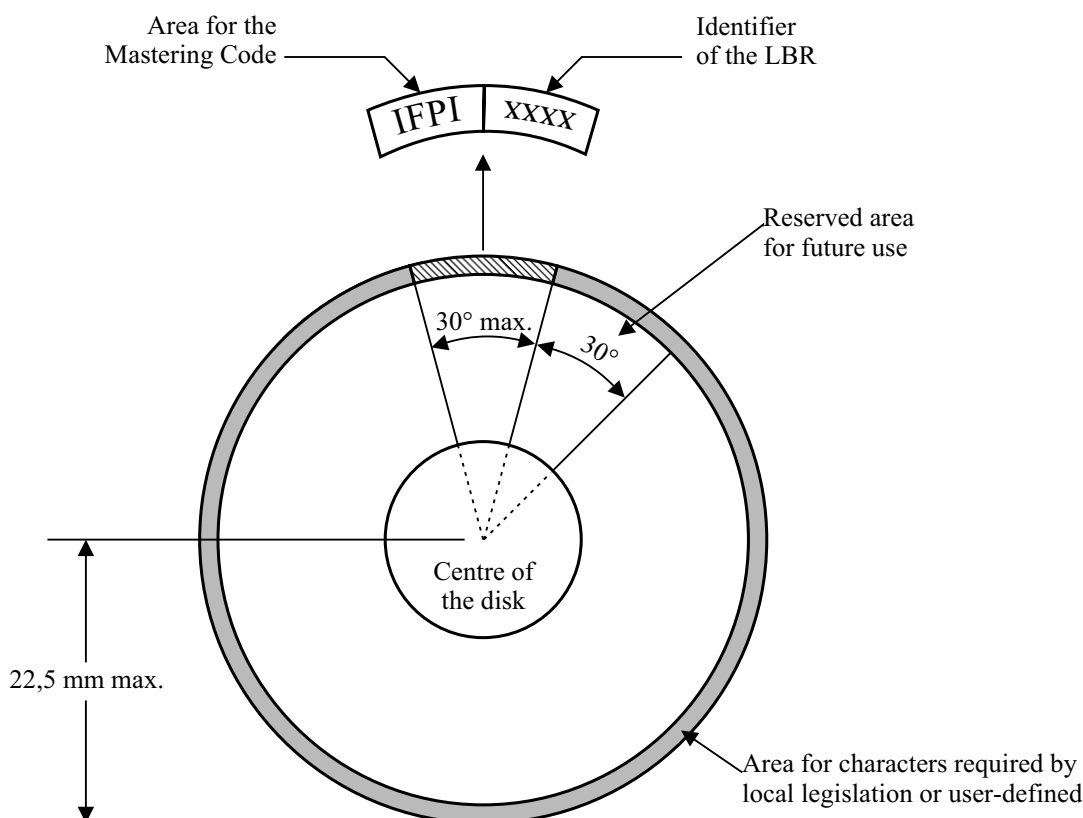 Area for the
Mastering Code
Identifier
of the LBR
IFPI xxxx
Reserved area
for future use
30° max.
30°
Centre of
the disk
22,5 mm max.
Area for characters required by
local legislation or user-defined